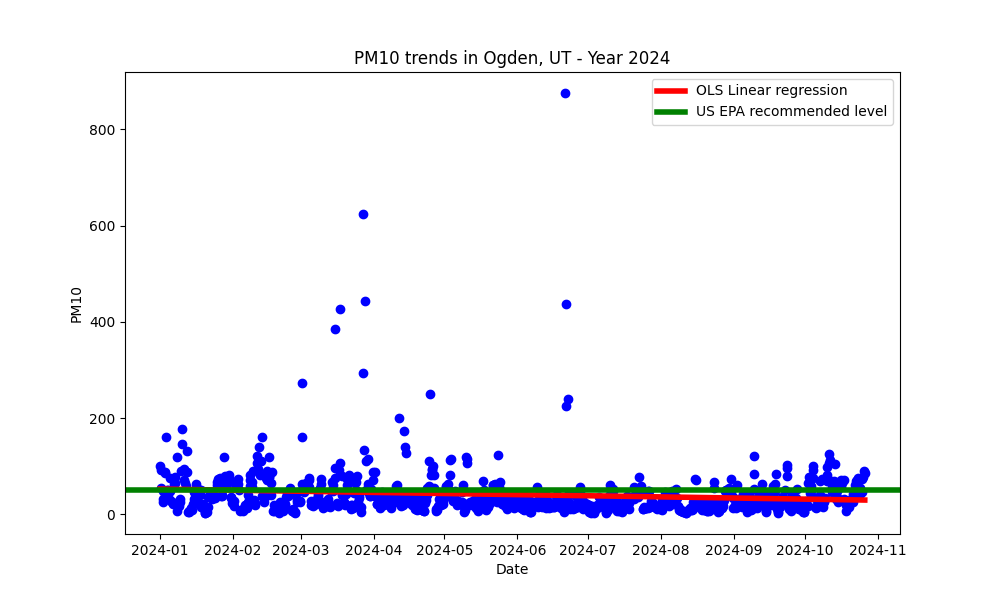 PM10 trends in Ogden, UT - Year 2024
OLS Linear regression
US EPA recommended level
PM10
800
600
400
200
0
2024-01 2024-02 2024-03 2024-04 2024-05 2024-06 2024-07 2024-08 2024-09 2024-10 2024-11
Date